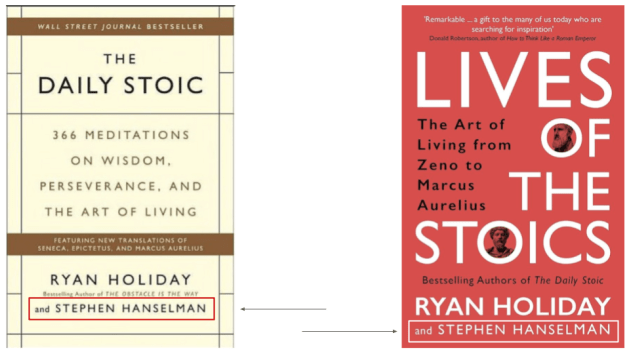 WALL STREET JOURNAL BESTSELLER
THE
DAILY STOIC
366 MEDITATIONS
ON WISDOM,
PERSEVERANCE, AND
THE ART OF LIVING
FEATURING NEW TRANSLATIONS OF
SENECA, EPICTETUS, AND MARCUS AURELIUS
RYAN HOLIDAY
Bestselling Author of THE OBSTACLE IS THE WAY
and STEPHEN HANSELMAN
'Remarkable ... a gift to the many of us today who are
searching for inspiration'
Donald Robertson, author of How to Think Like a Roman Emperor
LIVES
OF
THE
STOICS
The Art of
Living from
Zeno to
Marcus
Aurelius
Bestselling Authors of The Daily Stoic
RYAN HOLIDAY
and STEPHEN HANSELMAN